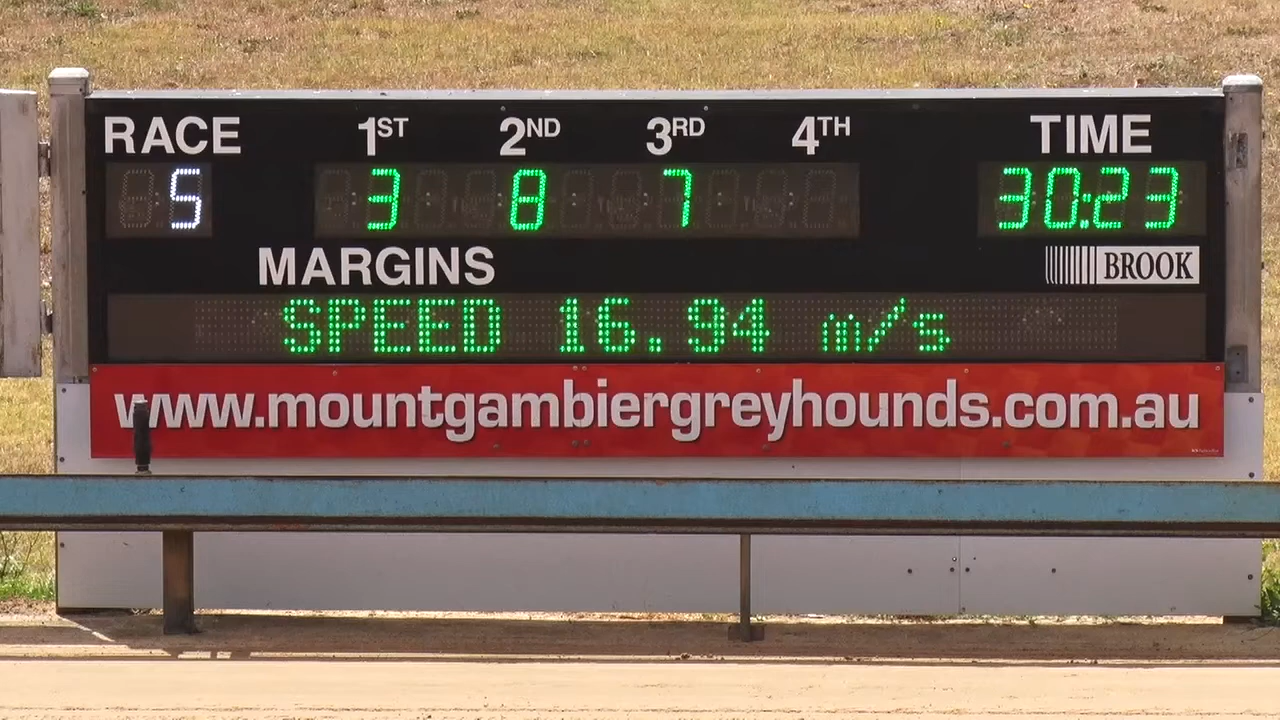 RACE 1ST 2ND 3RD 4TH TIME
5 3 8 7 30:23
MARGINS BROOK
SPEED 16.94 m/s
www.mountgambiergreyhounds.com.au